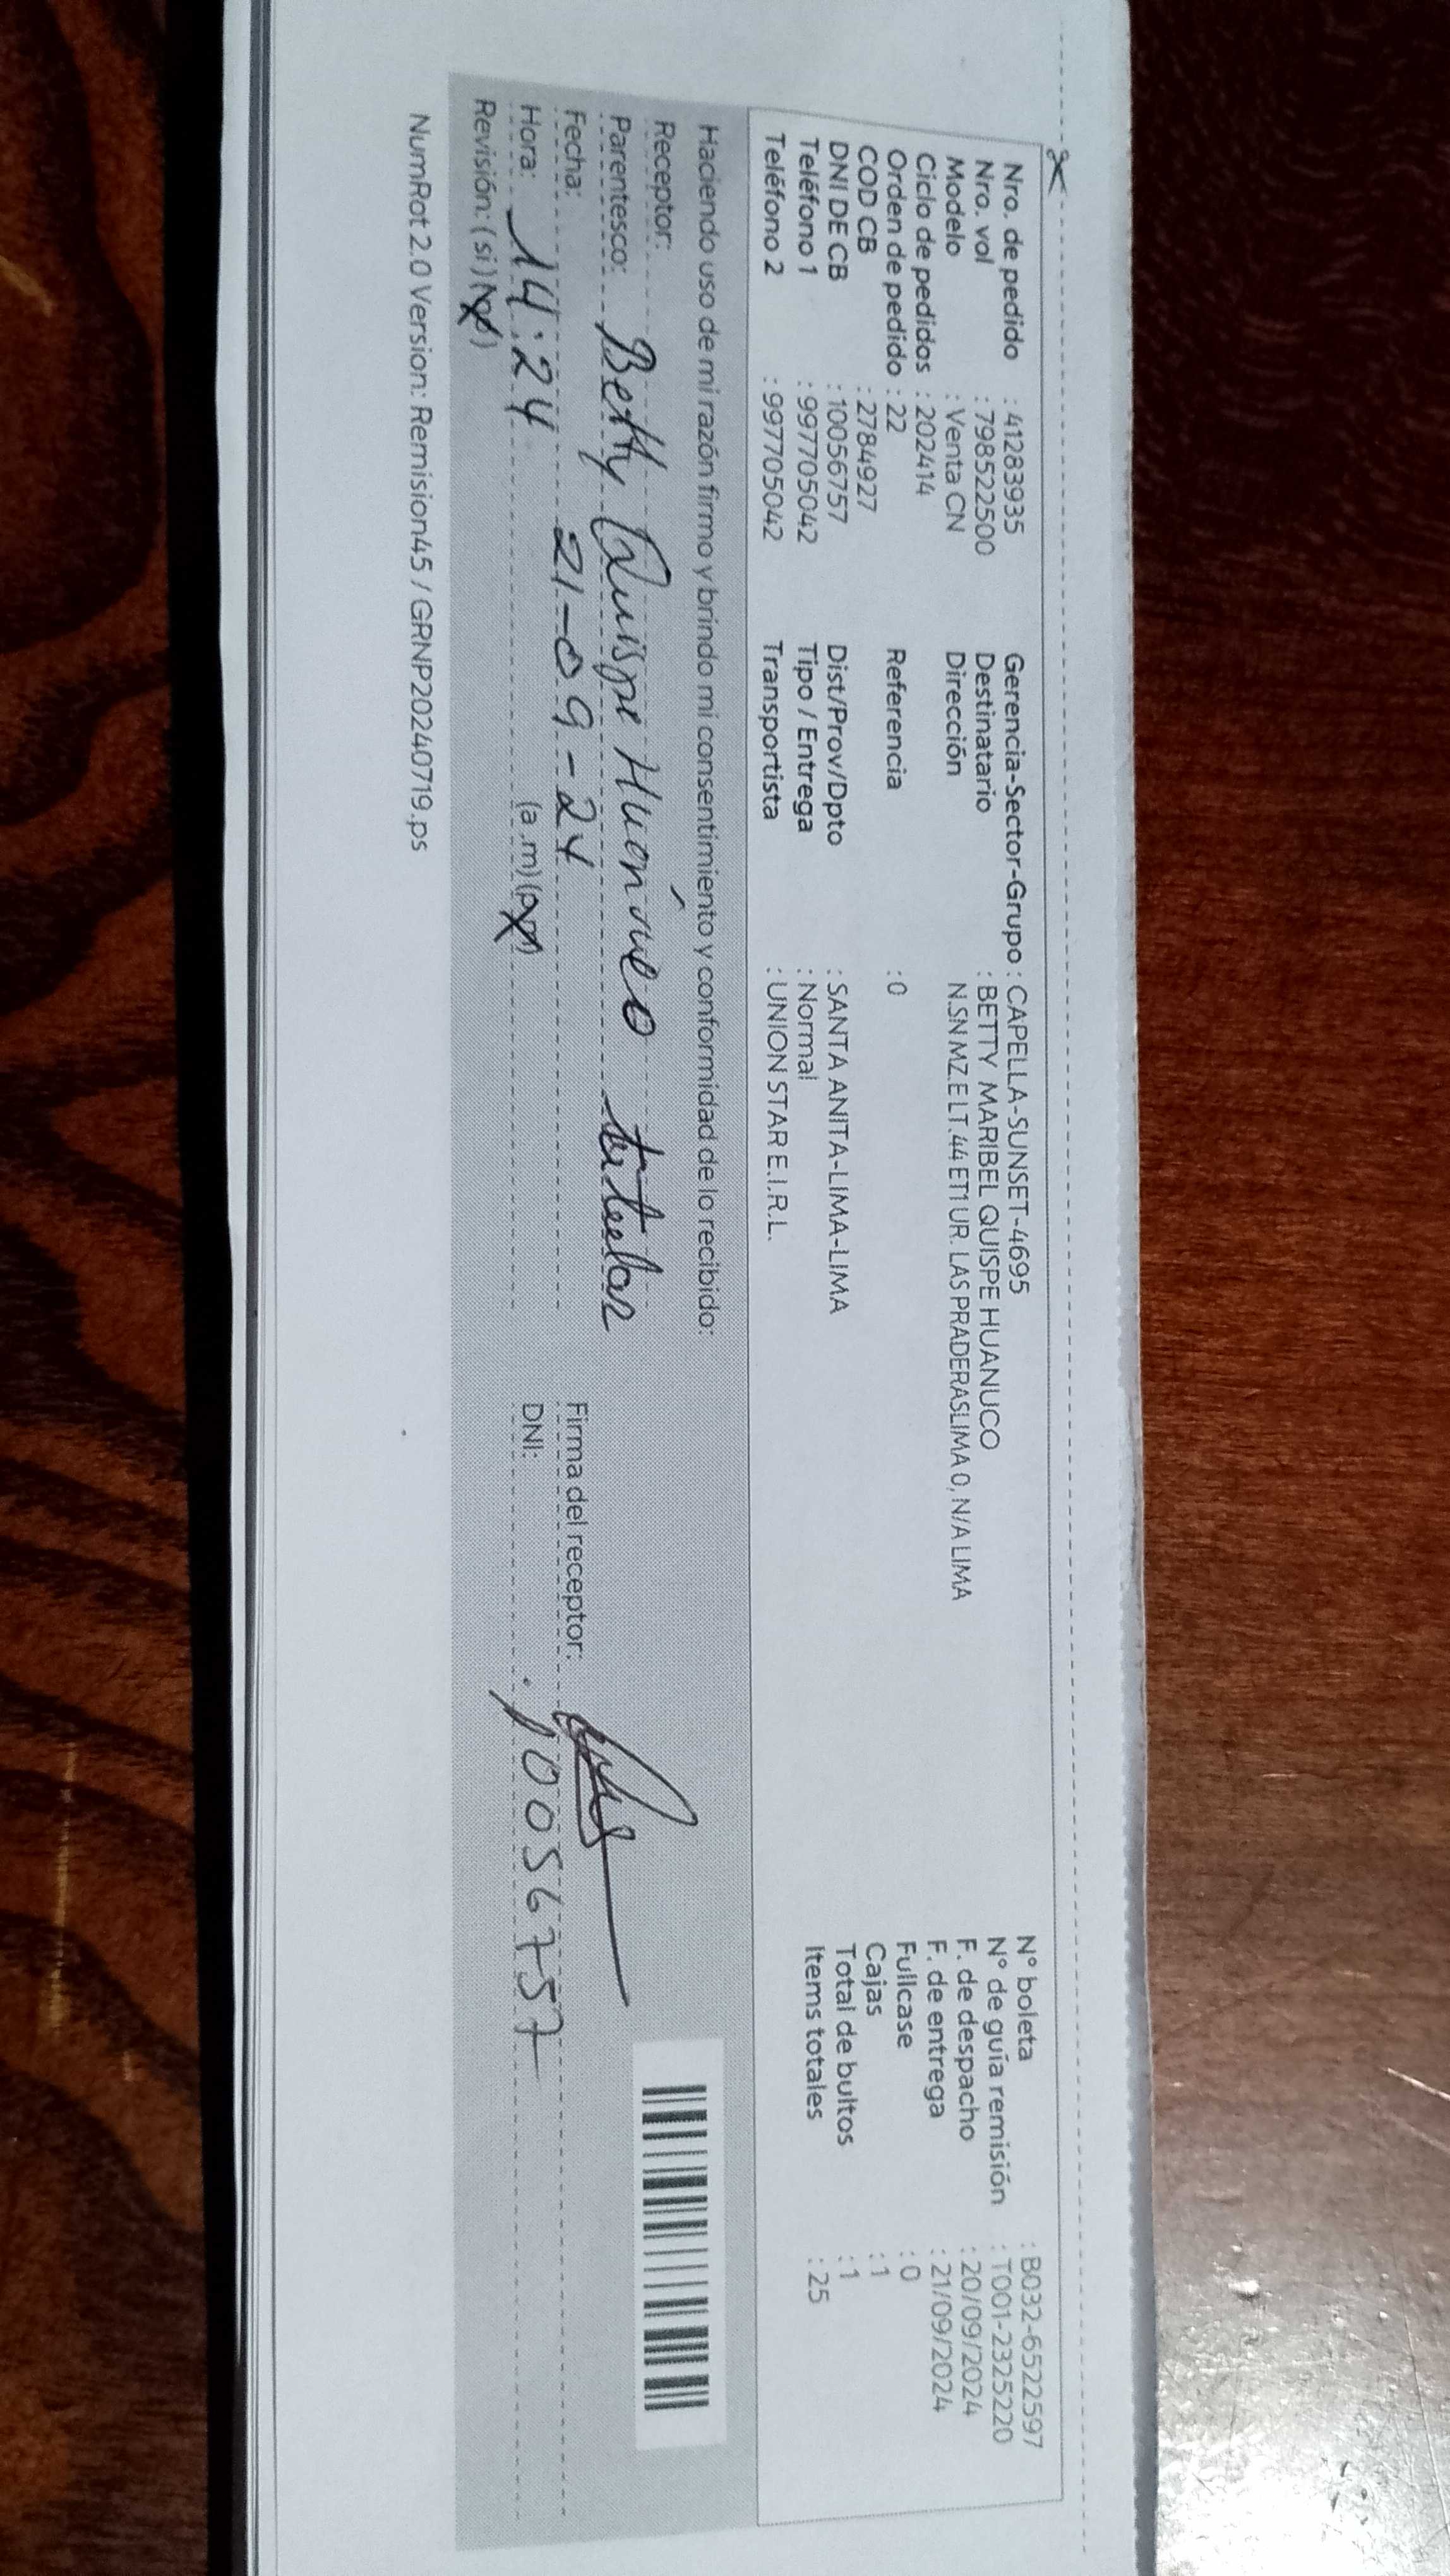 Nro. de pedido : 41283935 Gerencia-Sector-Grupo : CAPELLA-SUNSET-4695 N° boleta : B032-6522597
Nro. vol : 798522500 Destinatario : BETTY MARIBEL QUISPE HUANUCO N° de guía remisión : T001-2325220
Modelo : Venta CN Dirección N.SN MZ.E LT.44 ET1 UR. LAS PRADERASLIMA 0, N/A LIMA F. de despacho : 20/09/2024
Ciclo de pedidos : 202414 F. de entrega : 21/09/2024
Orden de pedido : 22 Referencia : 0 Fullcase : 0
COD CB : 2784927 Cajas : 1
DNI DE CB : 10056757 Dist/Prov/Dpto : SANTA ANITA-LIMA-LIMA Total de bultos : 1
Teléfono 1 : 997705042 Tipo / Entrega : Normal Items totales : 25
Teléfono 2 : 997705042 Transportista : UNION STAR E.I.R.L.
Haciendo uso de mi razón firmo y brindo mi consentimiento y conformidad de lo recibido:
Receptor:
Parentesco: Betty Quispe Huánuco titular
Fecha: 21-09-24 Firma del receptor:
Hora: 14:24 (a.m) (p.m) DNI: 10056757
Revisión: (si) (No)
NumRot 2.0 Version: Remision45 / GRNP20240719.ps